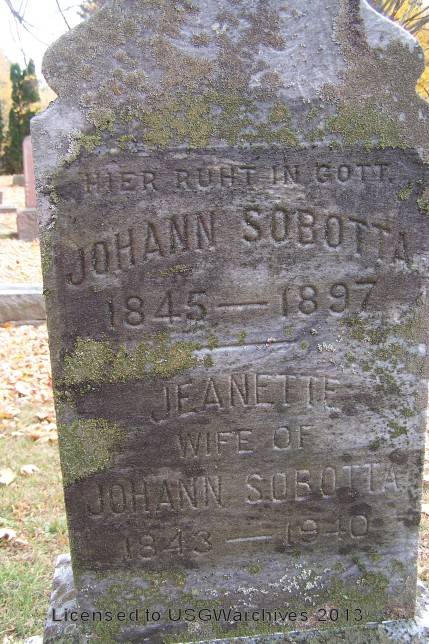 HIER RUHT IN GOTT.
JOHANN SOBOTTA
1845 — 1897
JEANETTE
WIFE OF
JOHANN SOBOTTA
1843 — 1940
Licensed to USGWarchives 2013